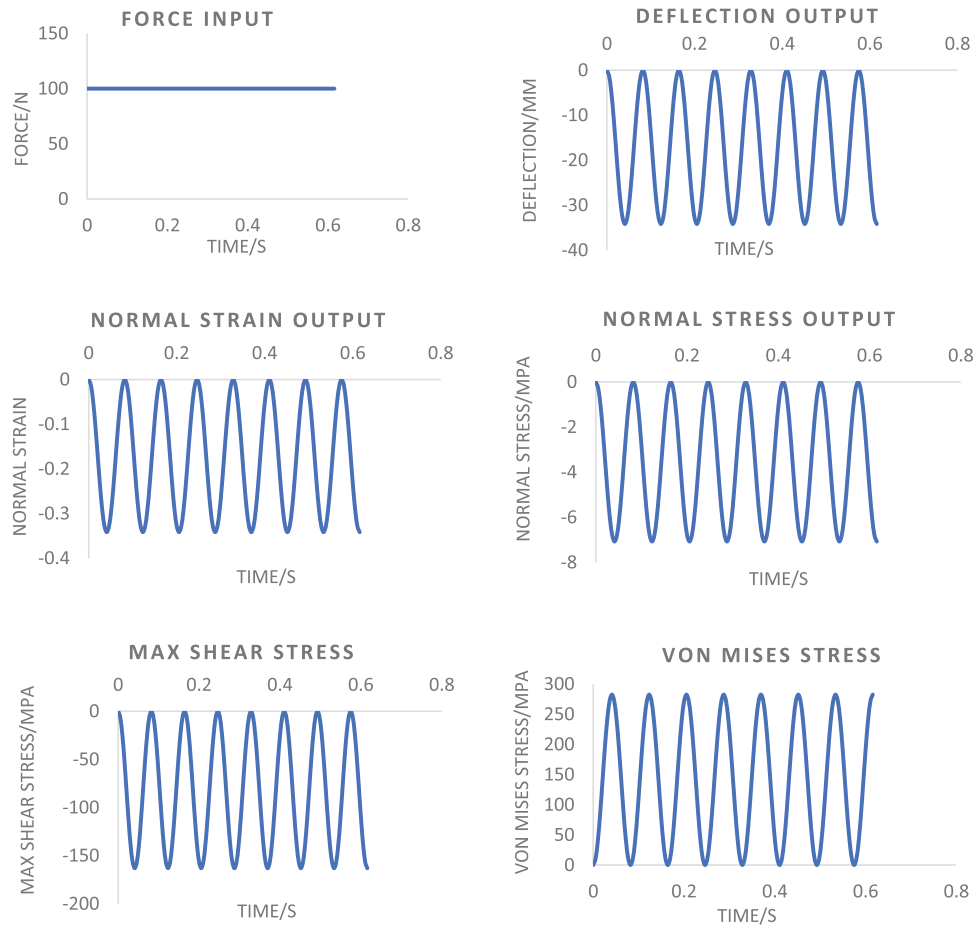 FORCE INPUT
150
100
50
0
0 0.2 0.4 0.6 0.8
FORCE/N
TIME/S
DEFLECTION OUTPUT
0 0.2 0.4 0.6 0.8
0
-10
-20
-30
-40
DEFLECTION/MM
TIME/S
NORMAL STRAIN OUTPUT
0 0.2 0.4 0.6 0.8
0
-0.1
-0.2
-0.3
-0.4
NORMAL STRAIN
TIME/S
NORMAL STRESS OUTPUT
0 0.2 0.4 0.6 0.8
0
-2
-4
-6
-8
NORMAL STRESS/MPA
TIME/S
MAX SHEAR STRESS
0 0.2 0.4 0.6 0.8
0
-50
-100
-150
-200
MAX SHEAR STRESS/MPA
TIME/S
VON MISES STRESS
300
250
200
150
100
50
0
0 0.2 0.4 0.6 0.8
VON MISES STRESS/MPA
TIME/S